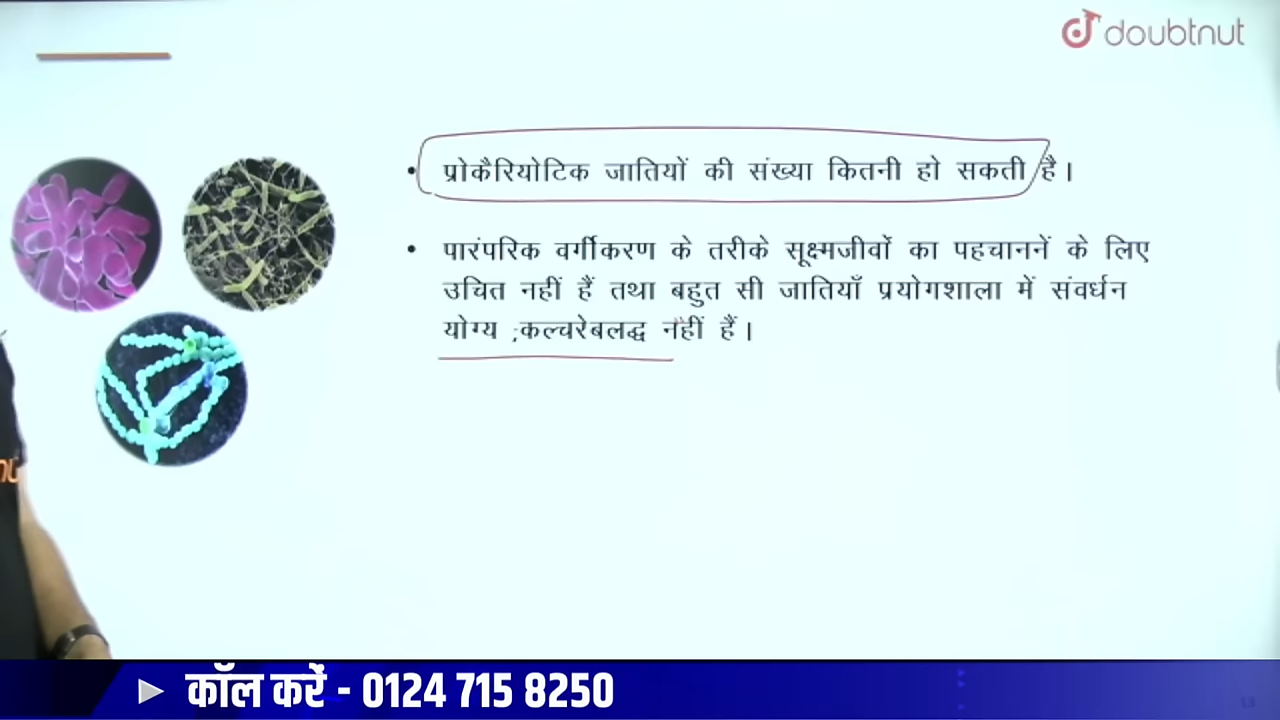 doubtnut
• प्रोकैरियोटिक जातियों की संख्या कितनी हो सकती है।
• पारंपरिक वर्गीकरण के तरीके सूक्ष्मजीवों का पहचाननें के लिए
उचित नहीं हैं तथा बहुत सी जातियाँ प्रयोगशाला में संवर्धन
योग्य ;कल्चरेबलद्ध नहीं हैं।
कॉल करें - 0124 715 8250
13